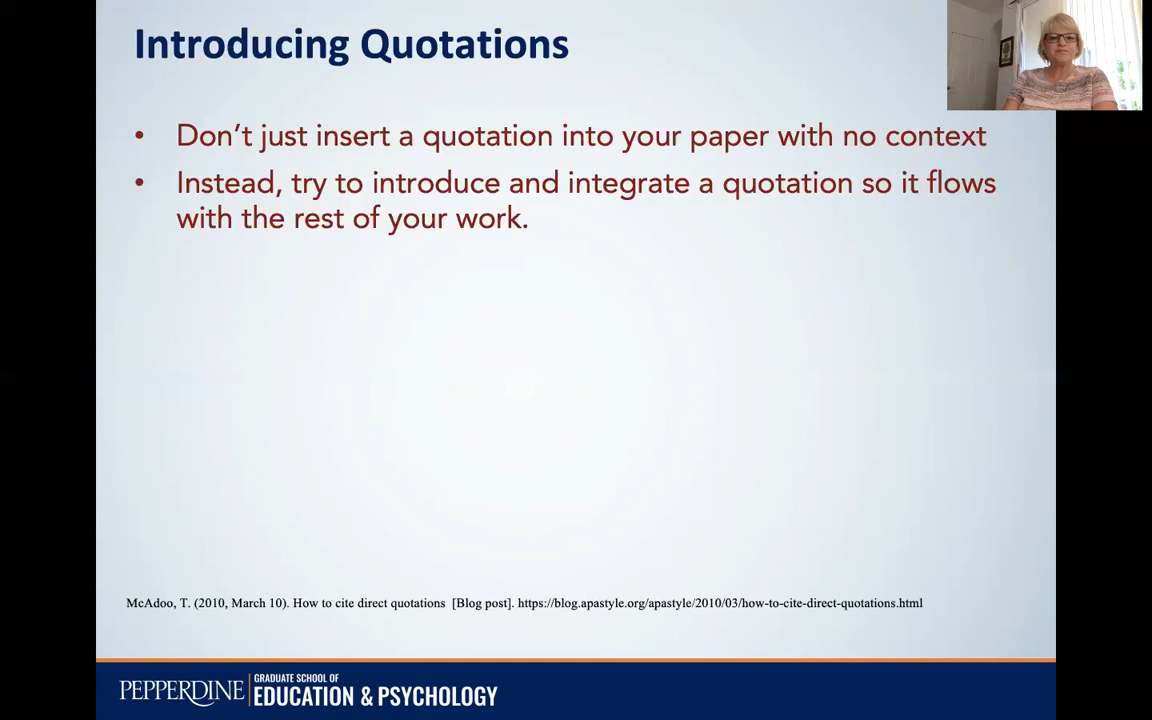 Introducing Quotations
• Don’t just insert a quotation into your paper with no context
• Instead, try to introduce and integrate a quotation so it flows
with the rest of your work.
McAdoo, T. (2010, March 10). How to cite direct quotations [Blog post]. https://blog.apastyle.org/apastyle/2010/03/how-to-cite-direct-quotations.html
PEPPERDINE
GRADUATE SCHOOL OF
EDUCATION & PSYCHOLOGY